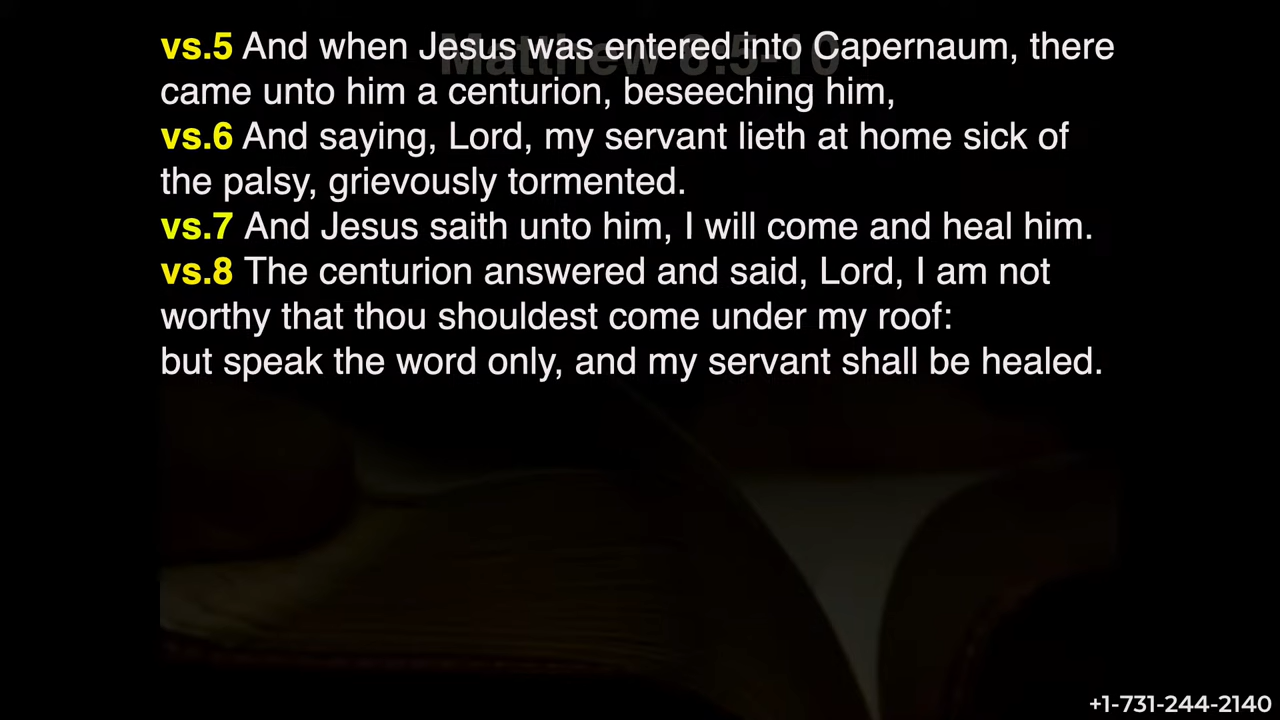 Matthew 8:5-10
vs.5 And when Jesus was entered into Capernaum, there
came unto him a centurion, beseeching him,
vs.6 And saying, Lord, my servant lieth at home sick of
the palsy, grievously tormented.
vs.7 And Jesus saith unto him, I will come and heal him.
vs.8 The centurion answered and said, Lord, I am not
worthy that thou shouldest come under my roof:
but speak the word only, and my servant shall be healed.
+1-731-244-2140